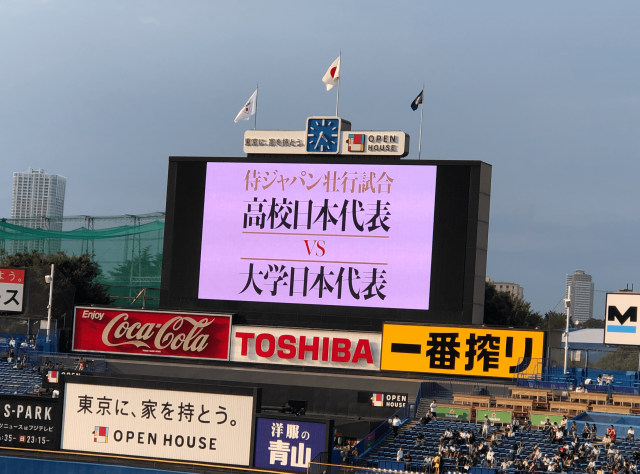 東京に、家を持とう。
OPEN
HOUSE
侍ジャパン壮行試合
高校日本代表
VS
大学日本代表
ス
Enjoy
Coca-Cola
TOSHIBA
一番搾り
M
OPEN HOUSE
S-PARK
東京に、家を持とう。
OPEN HOUSE
洋服の
青山